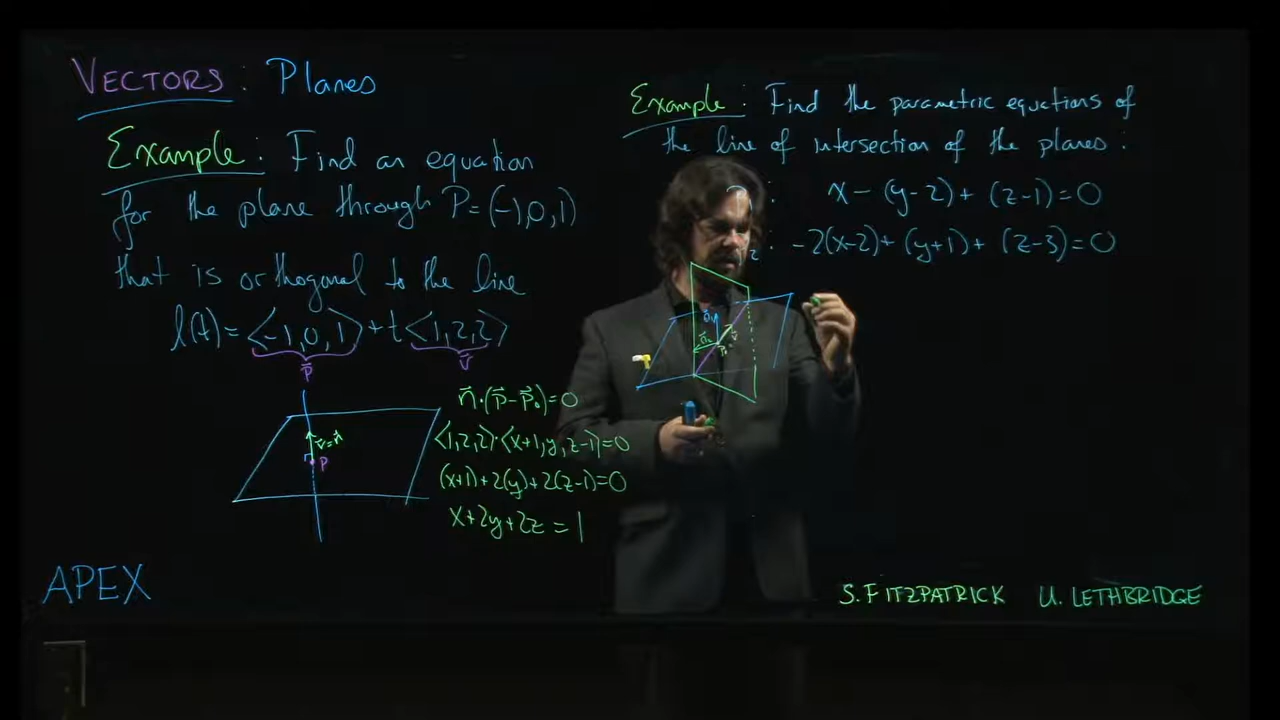 VECTORS: Planes
Example: Find an equation
for the plane through P=(-1,0,1)
that is orthogonal to the line
l(t)=<-1,0,1>+t<1,2,2>
p⃗ v⃗
v⃗=n⃗
P
n⃗·(p⃗-p⃗₀)=0
<1,2,2>·<x+1,y,z-1>=0
(x+1)+2(y)+2(z-1)=0
x+2y+2z=1
APEX
Example: Find the parametric equations of
the line of intersection of the planes:
x-(y-2)+(z-1)=0
-2(x-2)+(y+1)+(z-3)=0
S. FITZPATRICK U. LETHBRIDGE